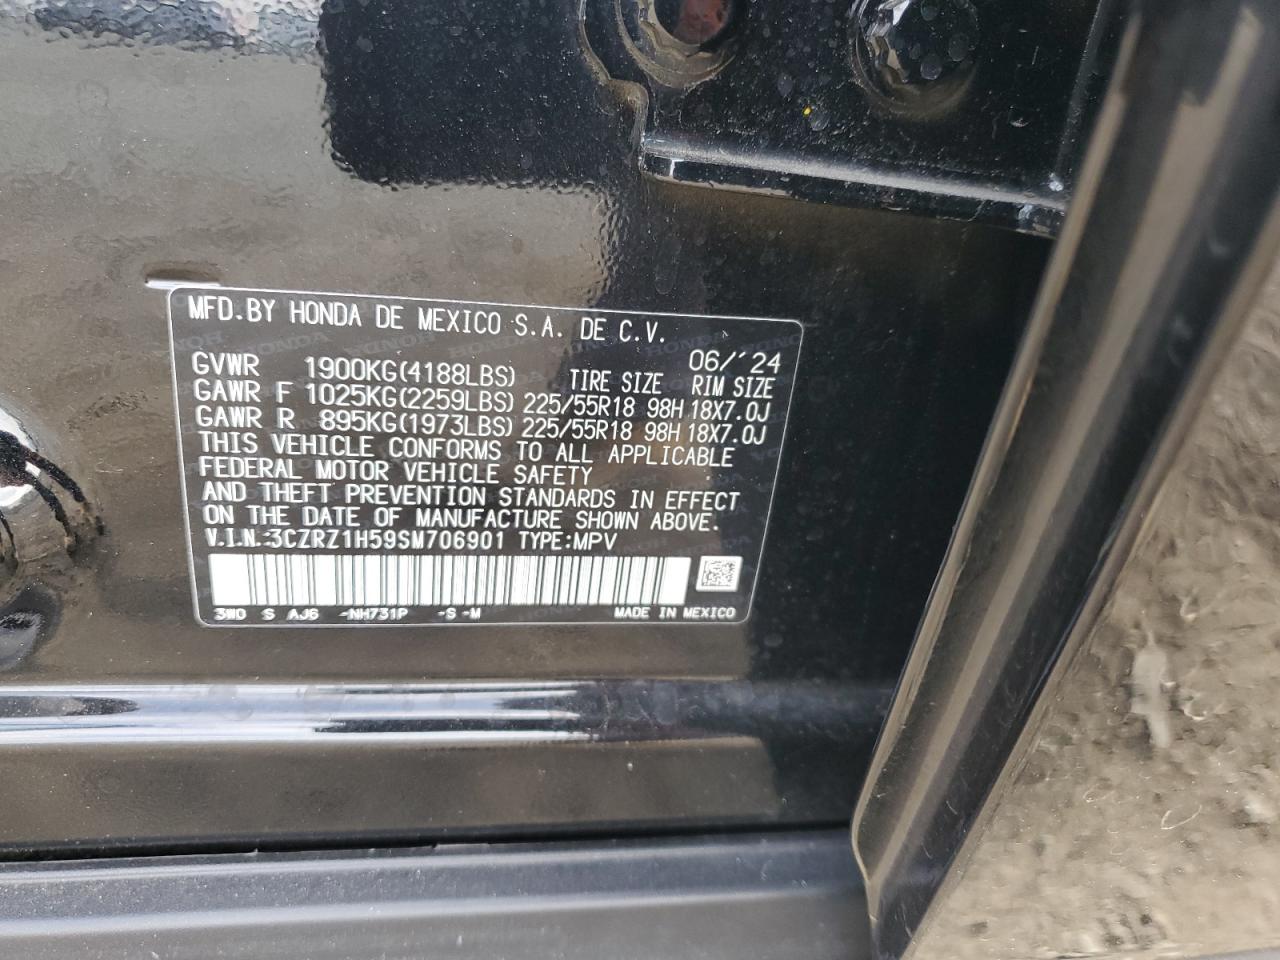 MFD.BY HONDA DE MEXICO S.A. DE C.V.
06/'24
GVWR 1900KG(4188LBS) TIRE SIZE RIM SIZE
GAWR F 1025KG(2259LBS) 225/55R18 98H 18X7.0J
GAWR R 895KG(1973LBS) 225/55R18 98H 18X7.0J
THIS VEHICLE CONFORMS TO ALL APPLICABLE
FEDERAL MOTOR VEHICLE SAFETY
AND THEFT PREVENTION STANDARDS IN EFFECT
ON THE DATE OF MANUFACTURE SHOWN ABOVE.
V.I.N.:3CZRZ1H59SM706901 TYPE:MPV
3W0 S AJ6 -NH731P -S -M MADE IN MEXICO